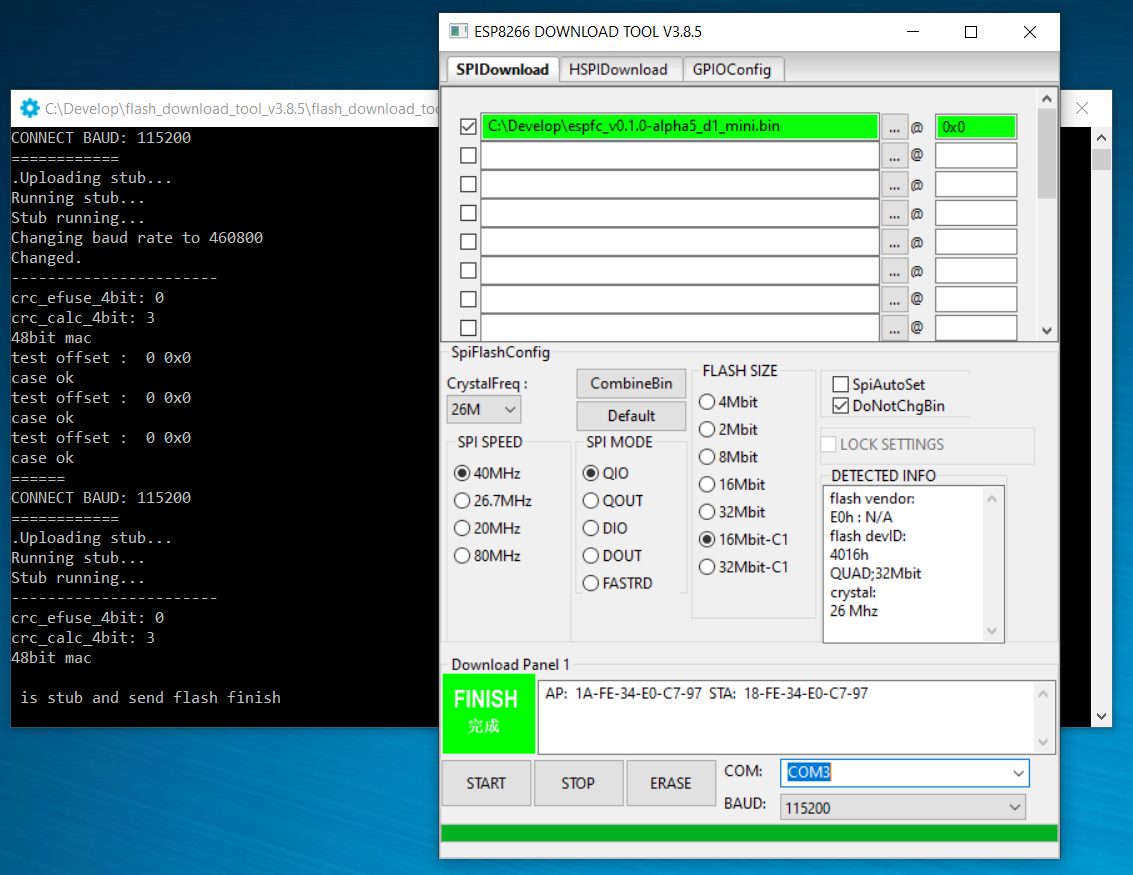 C:\Develop\flash_download_tool_v3.8.5\flash_download_to
CONNECT BAUD: 115200
============
.Uploading stub...
Running stub...
Stub running...
Changing baud rate to 460800
Changed.
-----------------------
crc_efuse_4bit: 0
crc_calc_4bit: 3
48bit mac
test offset :  0 0x0
case ok
test offset :  0 0x0
case ok
test offset :  0 0x0
case ok
======
CONNECT BAUD: 115200
============
.Uploading stub...
Running stub...
Stub running...
-----------------------
crc_efuse_4bit: 0
crc_calc_4bit: 3
48bit mac
is stub and send flash finish
ESP8266 DOWNLOAD TOOL V3.8.5
SPIDownload HSPIDownload GPIOConfig
C:\Develop\espfc_v0.1.0-alpha5_d1_mini.bin ... @ 0x0
... @
... @
... @
... @
... @
... @
... @
SpiFlashConfig
CrystalFreq :
26M
CombineBin
Default
SPI SPEED
40MHz
26.7MHz
20MHz
80MHz
SPI MODE
QIO
QOUT
DIO
DOUT
FASTRD
FLASH SIZE
4Mbit
2Mbit
8Mbit
16Mbit
32Mbit
16Mbit-C1
32Mbit-C1
SpiAutoSet
DoNotChgBin
LOCK SETTINGS
DETECTED INFO
flash vendor:
E0h : N/A
flash devID:
4016h
QUAD;32Mbit
crystal:
26 Mhz
Download Panel 1
FINISH
完成
AP:  1A-FE-34-E0-C7-97  STA:  18-FE-34-E0-C7-97
START STOP ERASE
COM: COM3
BAUD: 115200